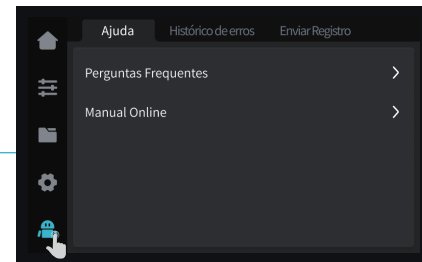 Ajuda Histórico de erros Enviar Registro
Perguntas Frequentes
Manual Online